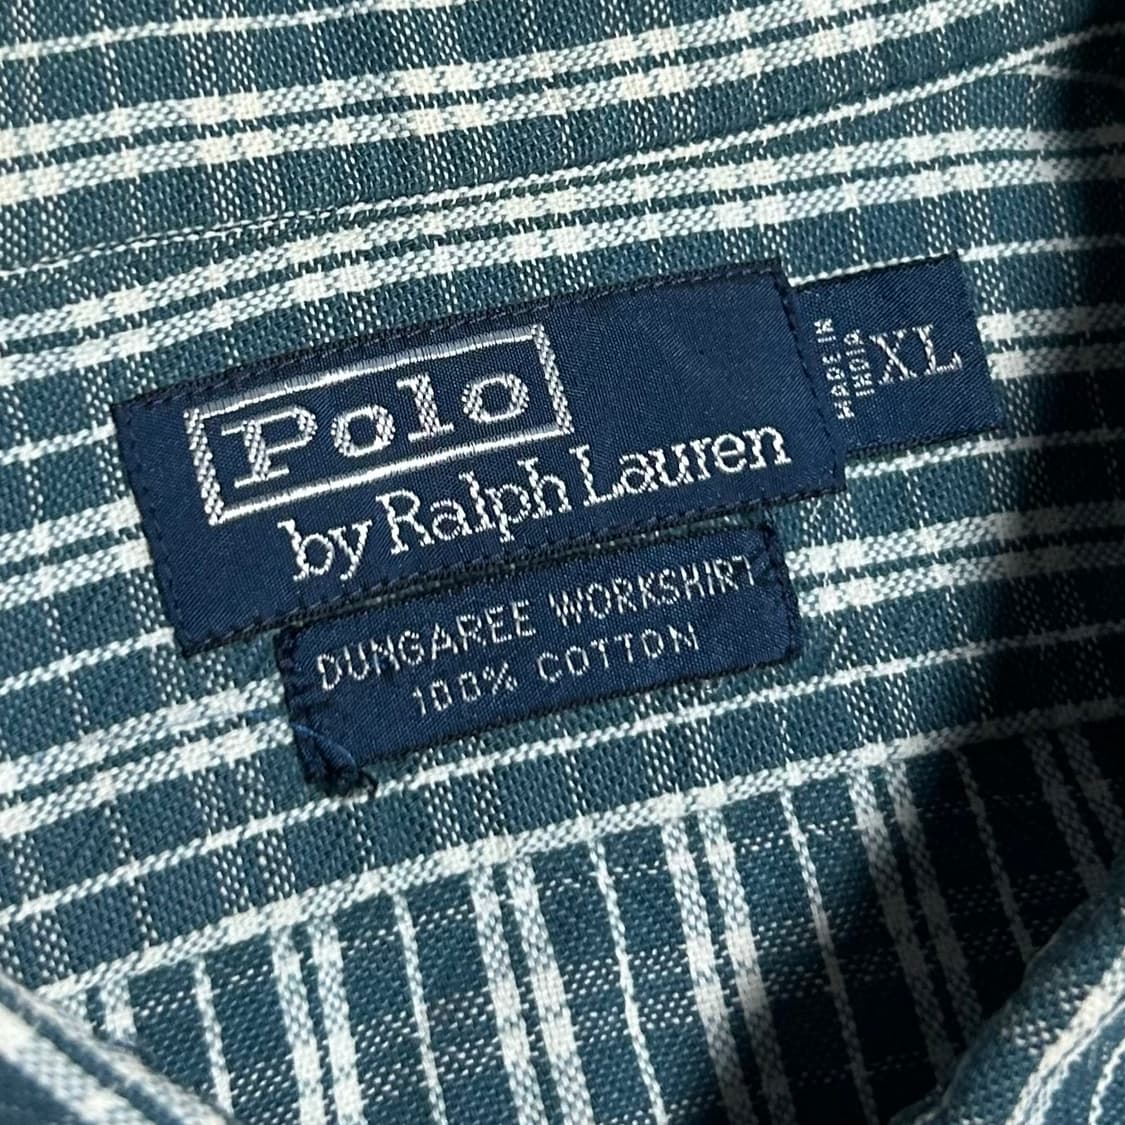 Polo
by Ralph Lauren
MADE IN
INDIA
XL
DUNGAREE WORKSHIRT
100% COTTON